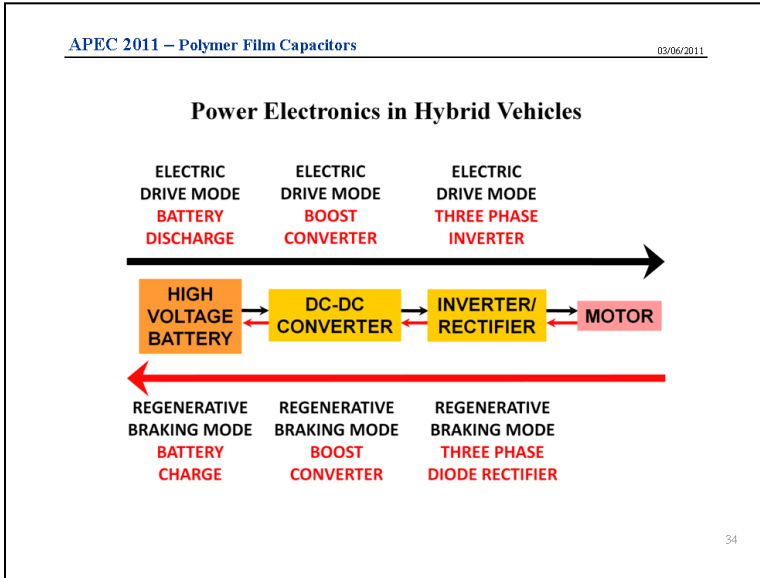 APEC 2011 – Polymer Film Capacitors
03/06/2011
Power Electronics in Hybrid Vehicles
ELECTRIC
DRIVE MODE
BATTERY
DISCHARGE
ELECTRIC
DRIVE MODE
BOOST
CONVERTER
ELECTRIC
DRIVE MODE
THREE PHASE
INVERTER
HIGH
VOLTAGE
BATTERY
DC-DC
CONVERTER
INVERTER/
RECTIFIER
MOTOR
REGENERATIVE
BRAKING MODE
BATTERY
CHARGE
REGENERATIVE
BRAKING MODE
BOOST
CONVERTER
REGENERATIVE
BRAKING MODE
THREE PHASE
DIODE RECTIFIER
34